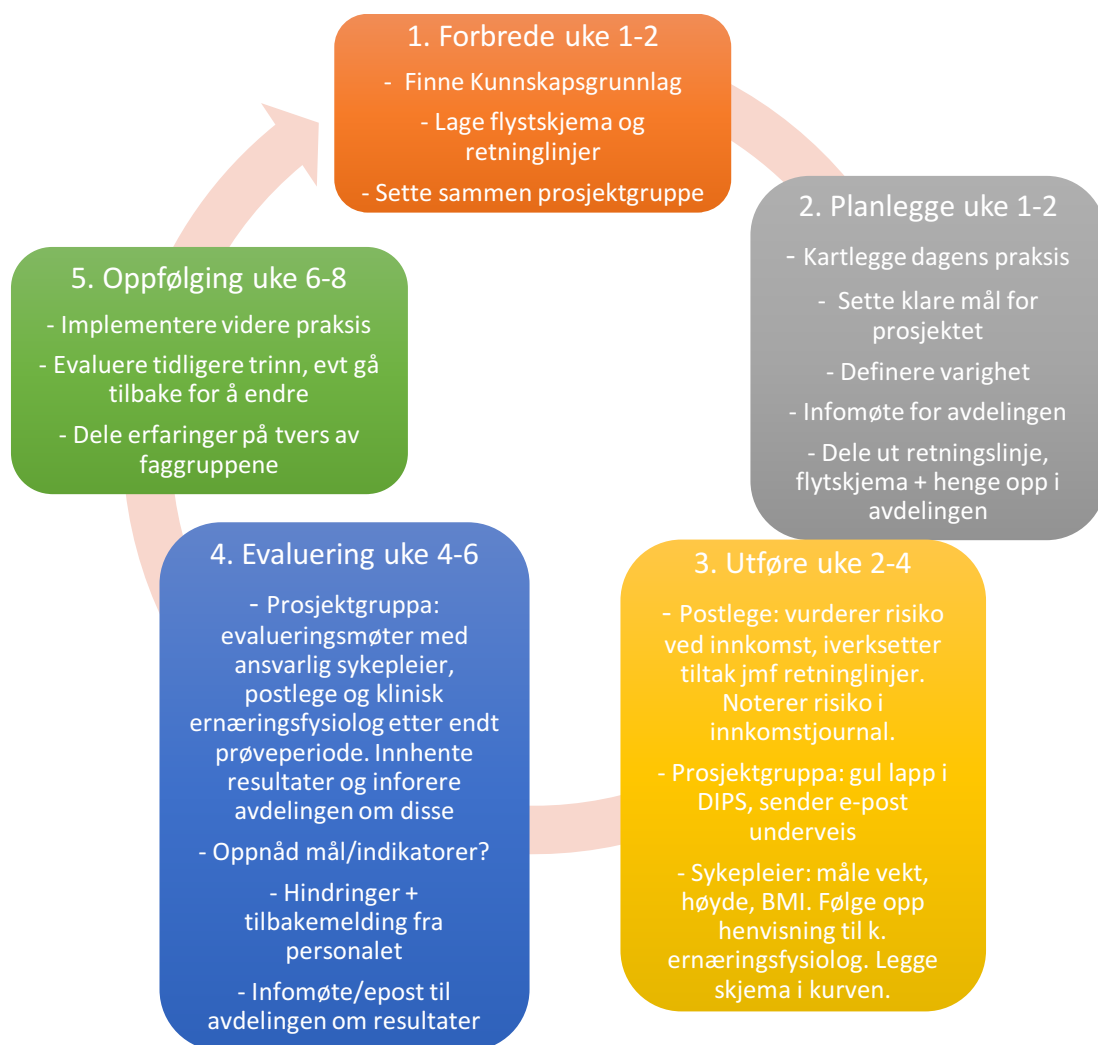 1. Forbrede uke 1-2
- Finne Kunnskapsgrunnlag
- Lage flystskjema og
retninglinjer
- Sette sammen prosjektgruppe
2. Planlegge uke 1-2
- Kartlegge dagens praksis
- Sette klare mål for
prosjektet
- Definere varighet
- Infomøte for avdelingen
- Dele ut retningslinje,
flytskjema + henge opp i
avdelingen
3. Utføre uke 2-4
- Postlege: vurderer risiko
ved innkomst, iverksetter
tiltak jmf retninglinjer.
Noterer risiko i
innkomstjournal.
- Prosjektgruppa: gul lapp i
DIPS, sender e-post
underveis
- Sykepleier: måle vekt,
høyde, BMI. Følge opp
henvisning til k.
ernæringsfysiolog. Legge
skjema i kurven.
4. Evaluering uke 4-6
- Prosjektgruppa:
evalueringsmøter med
ansvarlig sykepleier,
postlege og klinisk
ernæringsfysiolog etter endt
prøveperiode. Innhente
resultater og inforere
avdelingen om disse
- Oppnåd mål/indikatorer?
- Hindringer +
tilbakemelding fra
personalet
- Infomøte/epost til
avdelingen om resultater
5. Oppfølging uke 6-8
- Implementere videre praksis
- Evaluere tidligere trinn, evt gå
tilbake for å endre
- Dele erfaringer på tvers av
faggruppene